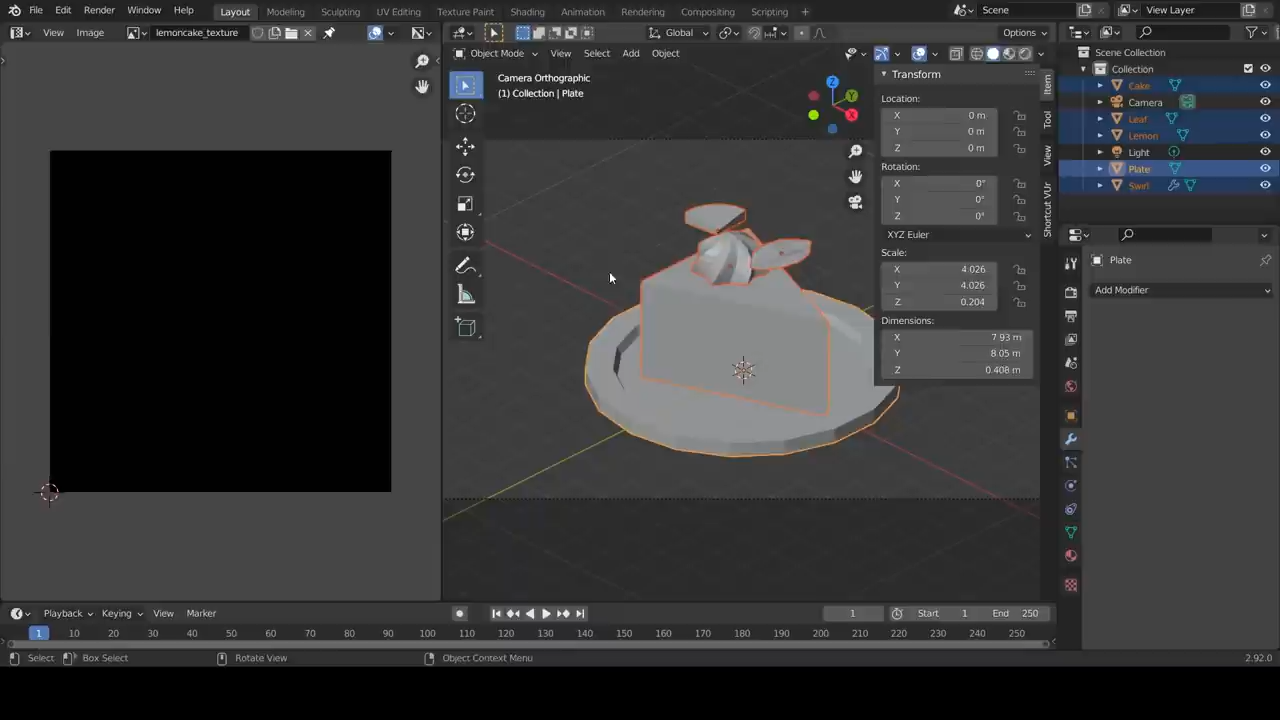 File Edit Render Window Help Layout Modeling Sculpting UV Editing Texture Paint Shading Animation Rendering Compositing Scripting + Scene View Layer
View Image lemoncake_texture Global Options
Object Mode View Select Add Object
Camera Orthographic
(1) Collection | Plate
Z
Y
X
Transform
Location:
X 0 m
Y 0 m
Z 0 m
Rotation:
X 0°
Y 0°
Z 0°
XYZ Euler
Scale:
X 4.026
Y 4.026
Z 0.204
Dimensions:
X 7.93 m
Y 8.05 m
Z 0.408 m
Item
Tool
View
Shortcut VUr
Scene Collection
Collection
Cake
Camera
Leaf
Lemon
Light
Plate
Swirl
Plate
Add Modifier
Playback Keying View Marker 1 Start 1 End 250
1 10 20 30 40 50 60 70 80 90 100 110 120 130 140 150 160 170 180 190 200 210 220 230 240 250
Select Box Select Rotate View Object Context Menu 2.92.0